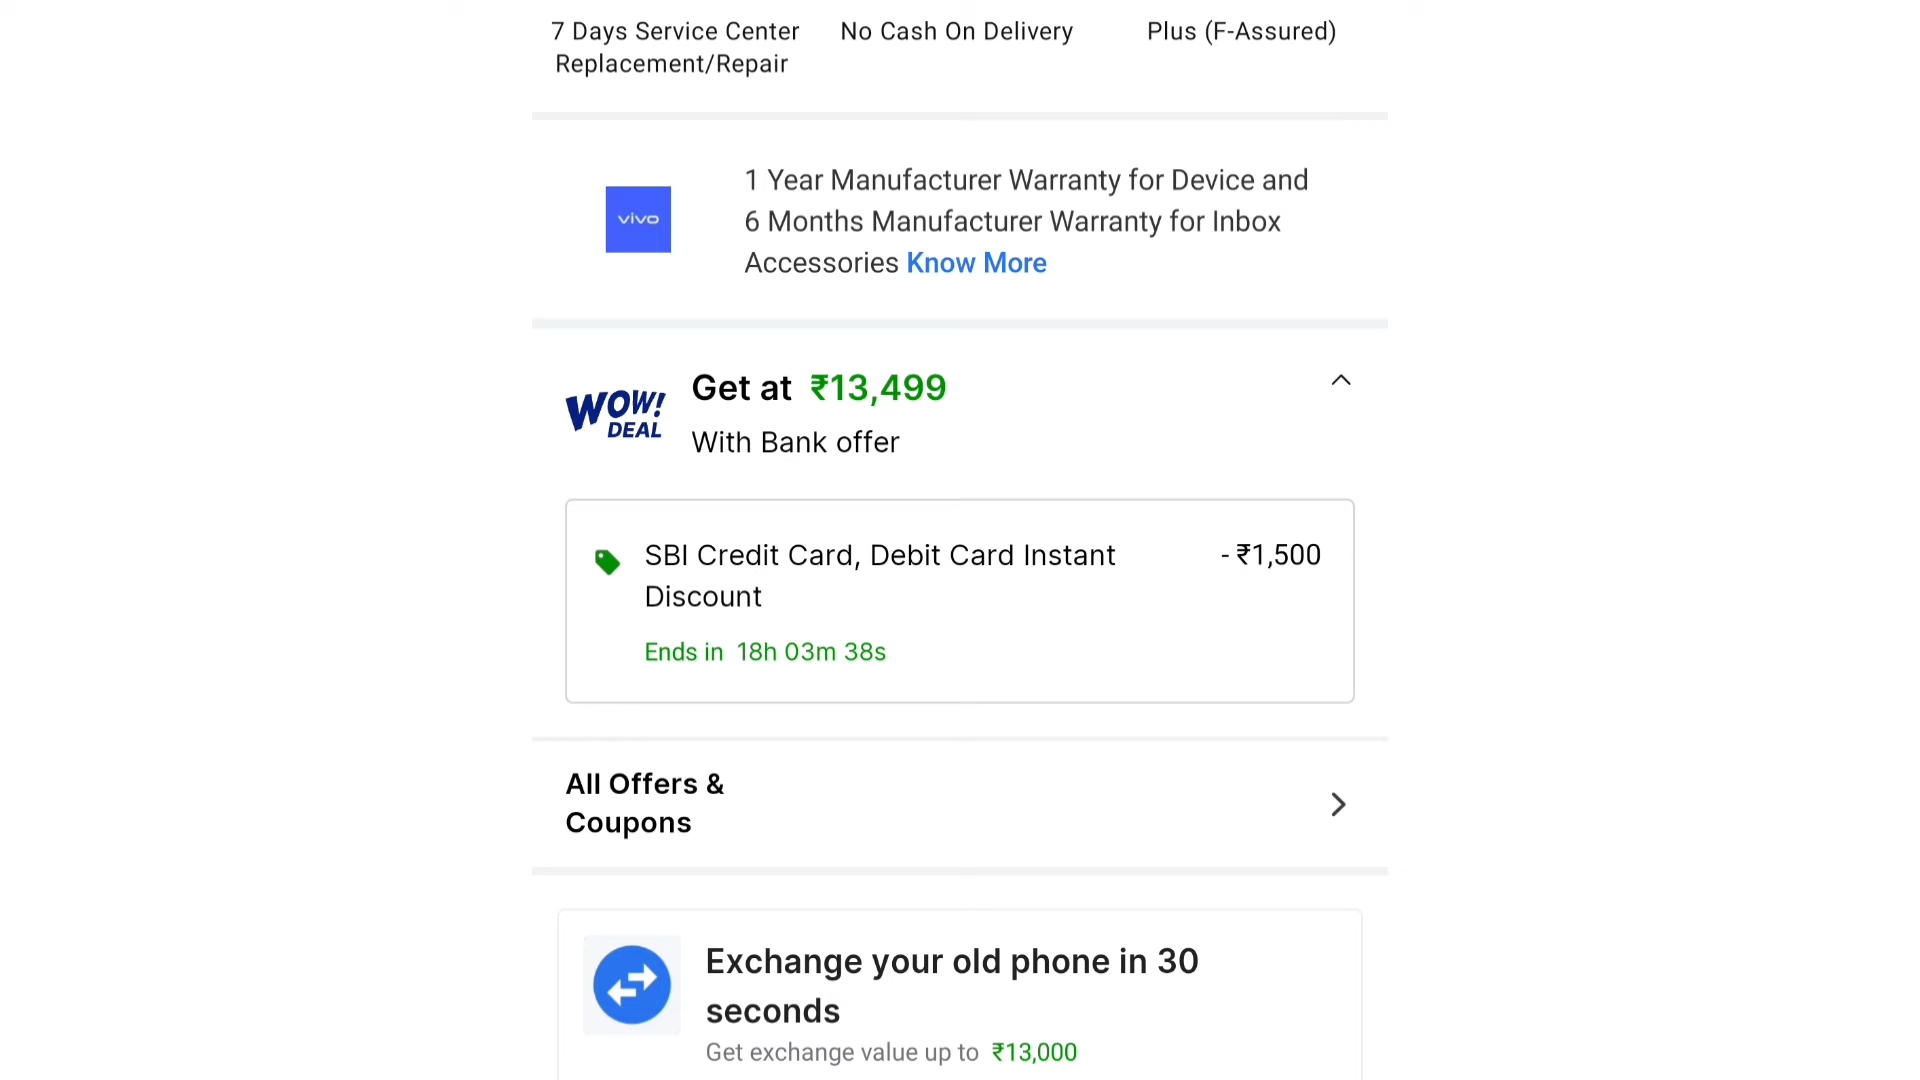 7 Days Service Center
Replacement/Repair
No Cash On Delivery
Plus (F-Assured)
vivo
1 Year Manufacturer Warranty for Device and
6 Months Manufacturer Warranty for Inbox
Accessories Know More
WOW!
DEAL
Get at ₹13,499
With Bank offer
SBI Credit Card, Debit Card Instant
Discount
- ₹1,500
Ends in 18h 03m 38s
All Offers &
Coupons
Exchange your old phone in 30
seconds
Get exchange value up to ₹13,000